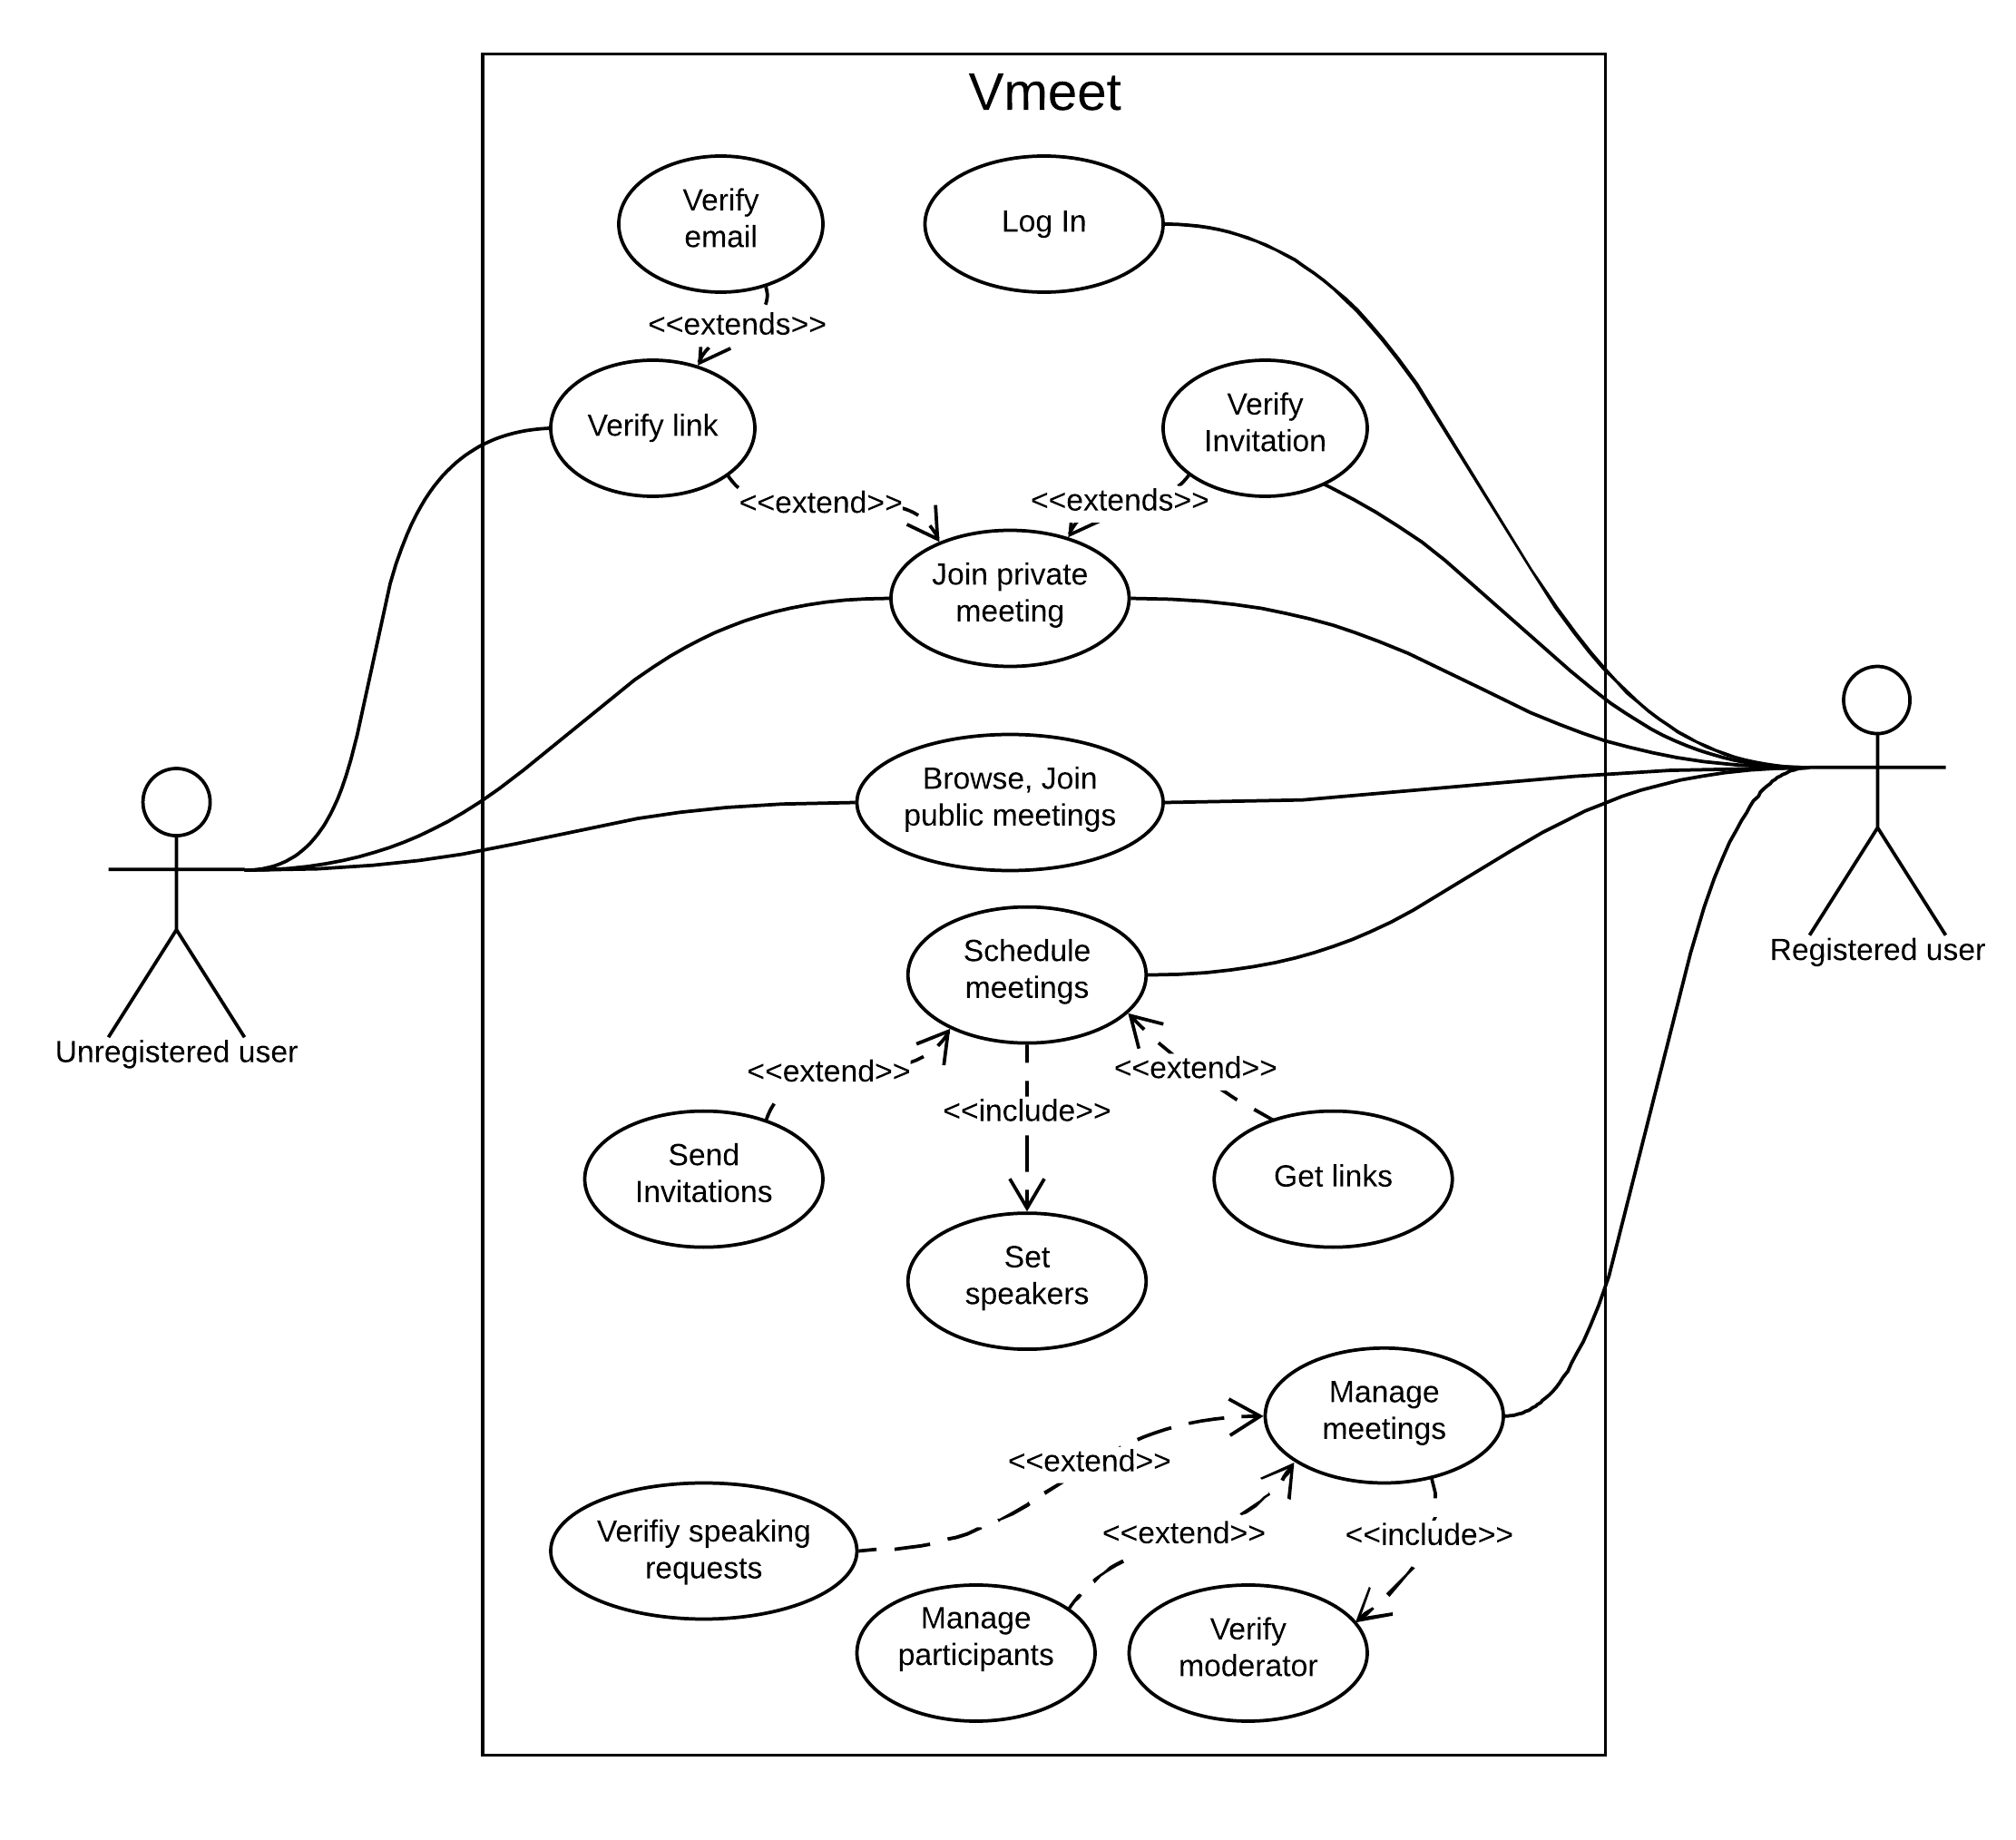 Vmeet
Verify
email
Log In
<<extends>>
Verify link
Verify
Invitation
<<extend>>
<<extends>>
Join private
meeting
Browse, Join
public meetings
Unregistered user
Registered user
Schedule
meetings
<<extend>>
<<include>>
<<extend>>
Send
Invitations
Get links
Set
speakers
Manage
meetings
<<extend>>
<<extend>>
<<include>>
Verifiy speaking
requests
Manage
participants
Verify
moderator